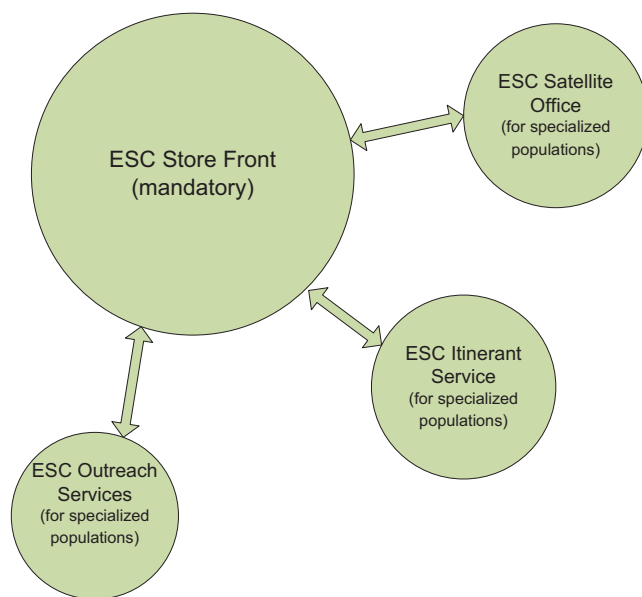 ESC Store Front
(mandatory)
ESC Satellite
Office
(for specialized
populations)
ESC Itinerant
Service
(for specialized
populations)
ESC Outreach
Services
(for specialized
populations)